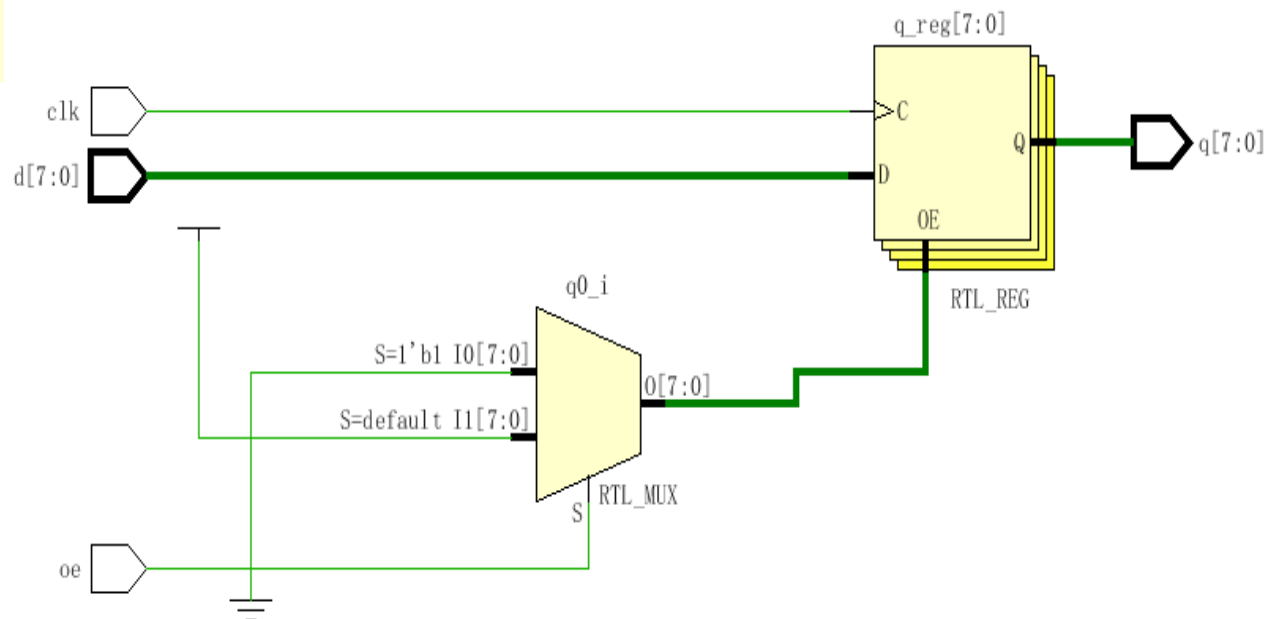 q_reg[7:0]
clk
C
Q
q[7:0]
d[7:0]
D
OE
q0_i
RTL_REG
S=1'b1 I0[7:0]
O[7:0]
S=default I1[7:0]
RTL_MUX
S
oe